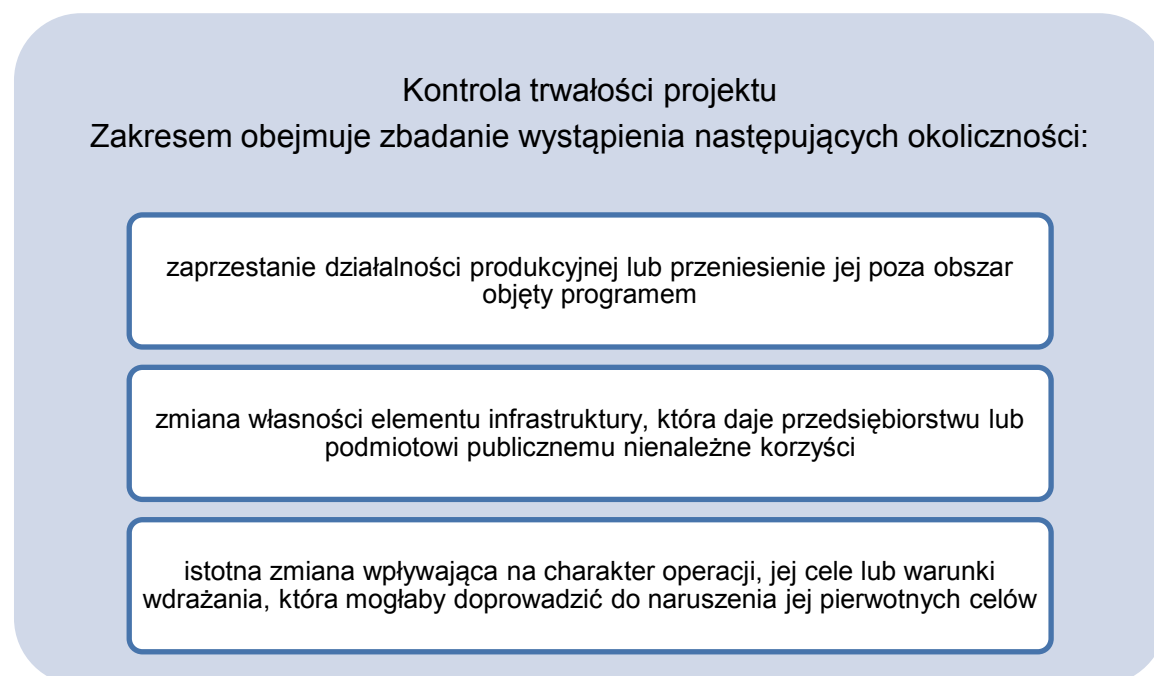 Kontrola trwałości projektu
Zakresem obejmuje zbadanie wystąpienia następujących okoliczności:
zaprzestanie działalności produkcyjnej lub przeniesienie jej poza obszar
objęty programem
zmiana własności elementu infrastruktury, która daje przedsiębiorstwu lub
podmiotowi publicznemu nienależne korzyści
istotna zmiana wpływająca na charakter operacji, jej cele lub warunki
wdrażania, która mogłaby doprowadzić do naruszenia jej pierwotnych celów